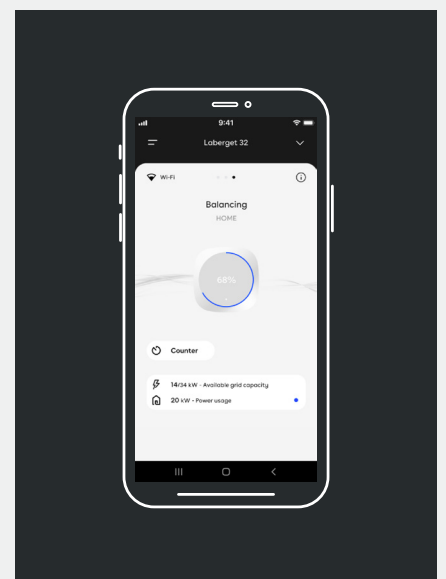 9:41
Laberget 32
Wi-Fi
Balancing
HOME
68%
Counter
14/34 kW - Available grid capacity
20 kW - Power usage